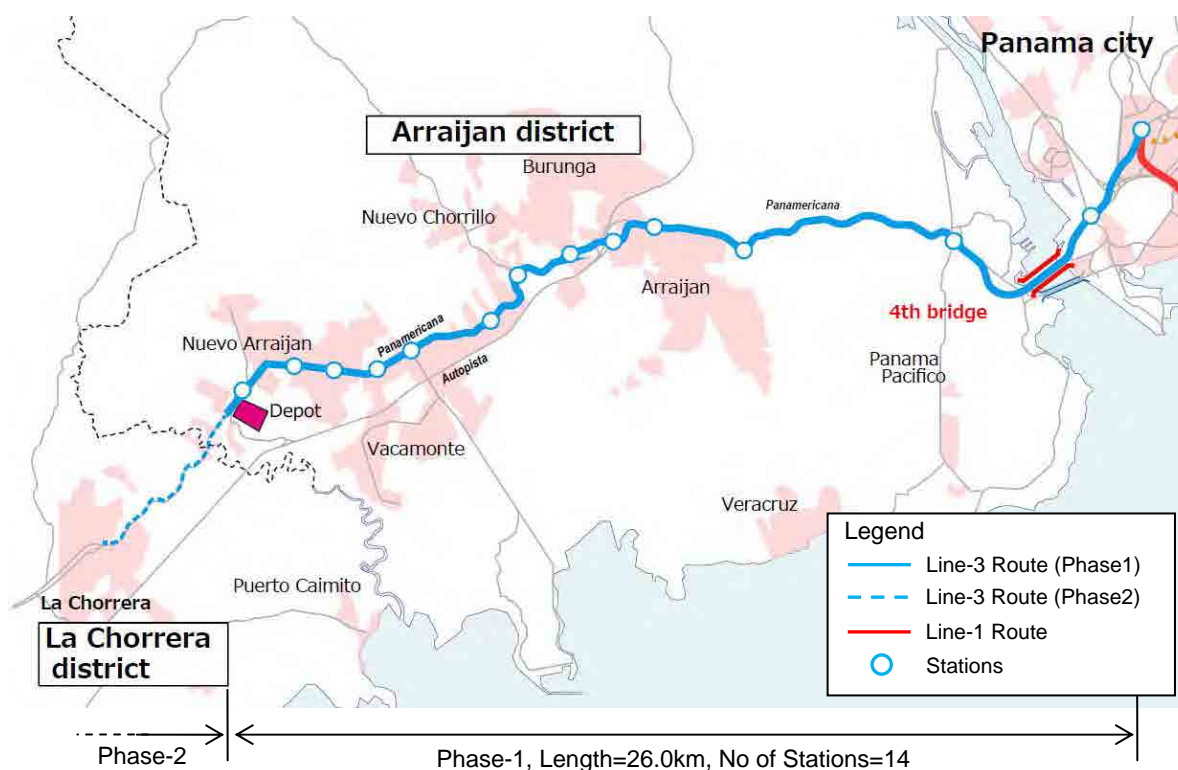 Panama city
Arraijan district
Burunga
Nuevo Chorrillo
Panamericana
Arraijan
4th bridge
Panama
Pacifico
Nuevo Arraijan
Panamericana
Autopista
Depot
Vacamonte
Veracruz
Puerto Caimito
La Chorrera
La Chorrera
district
Legend
Line-3 Route (Phase1)
Line-3 Route (Phase2)
Line-1 Route
Stations
Phase-2
Phase-1, Length=26.0km, No of Stations=14